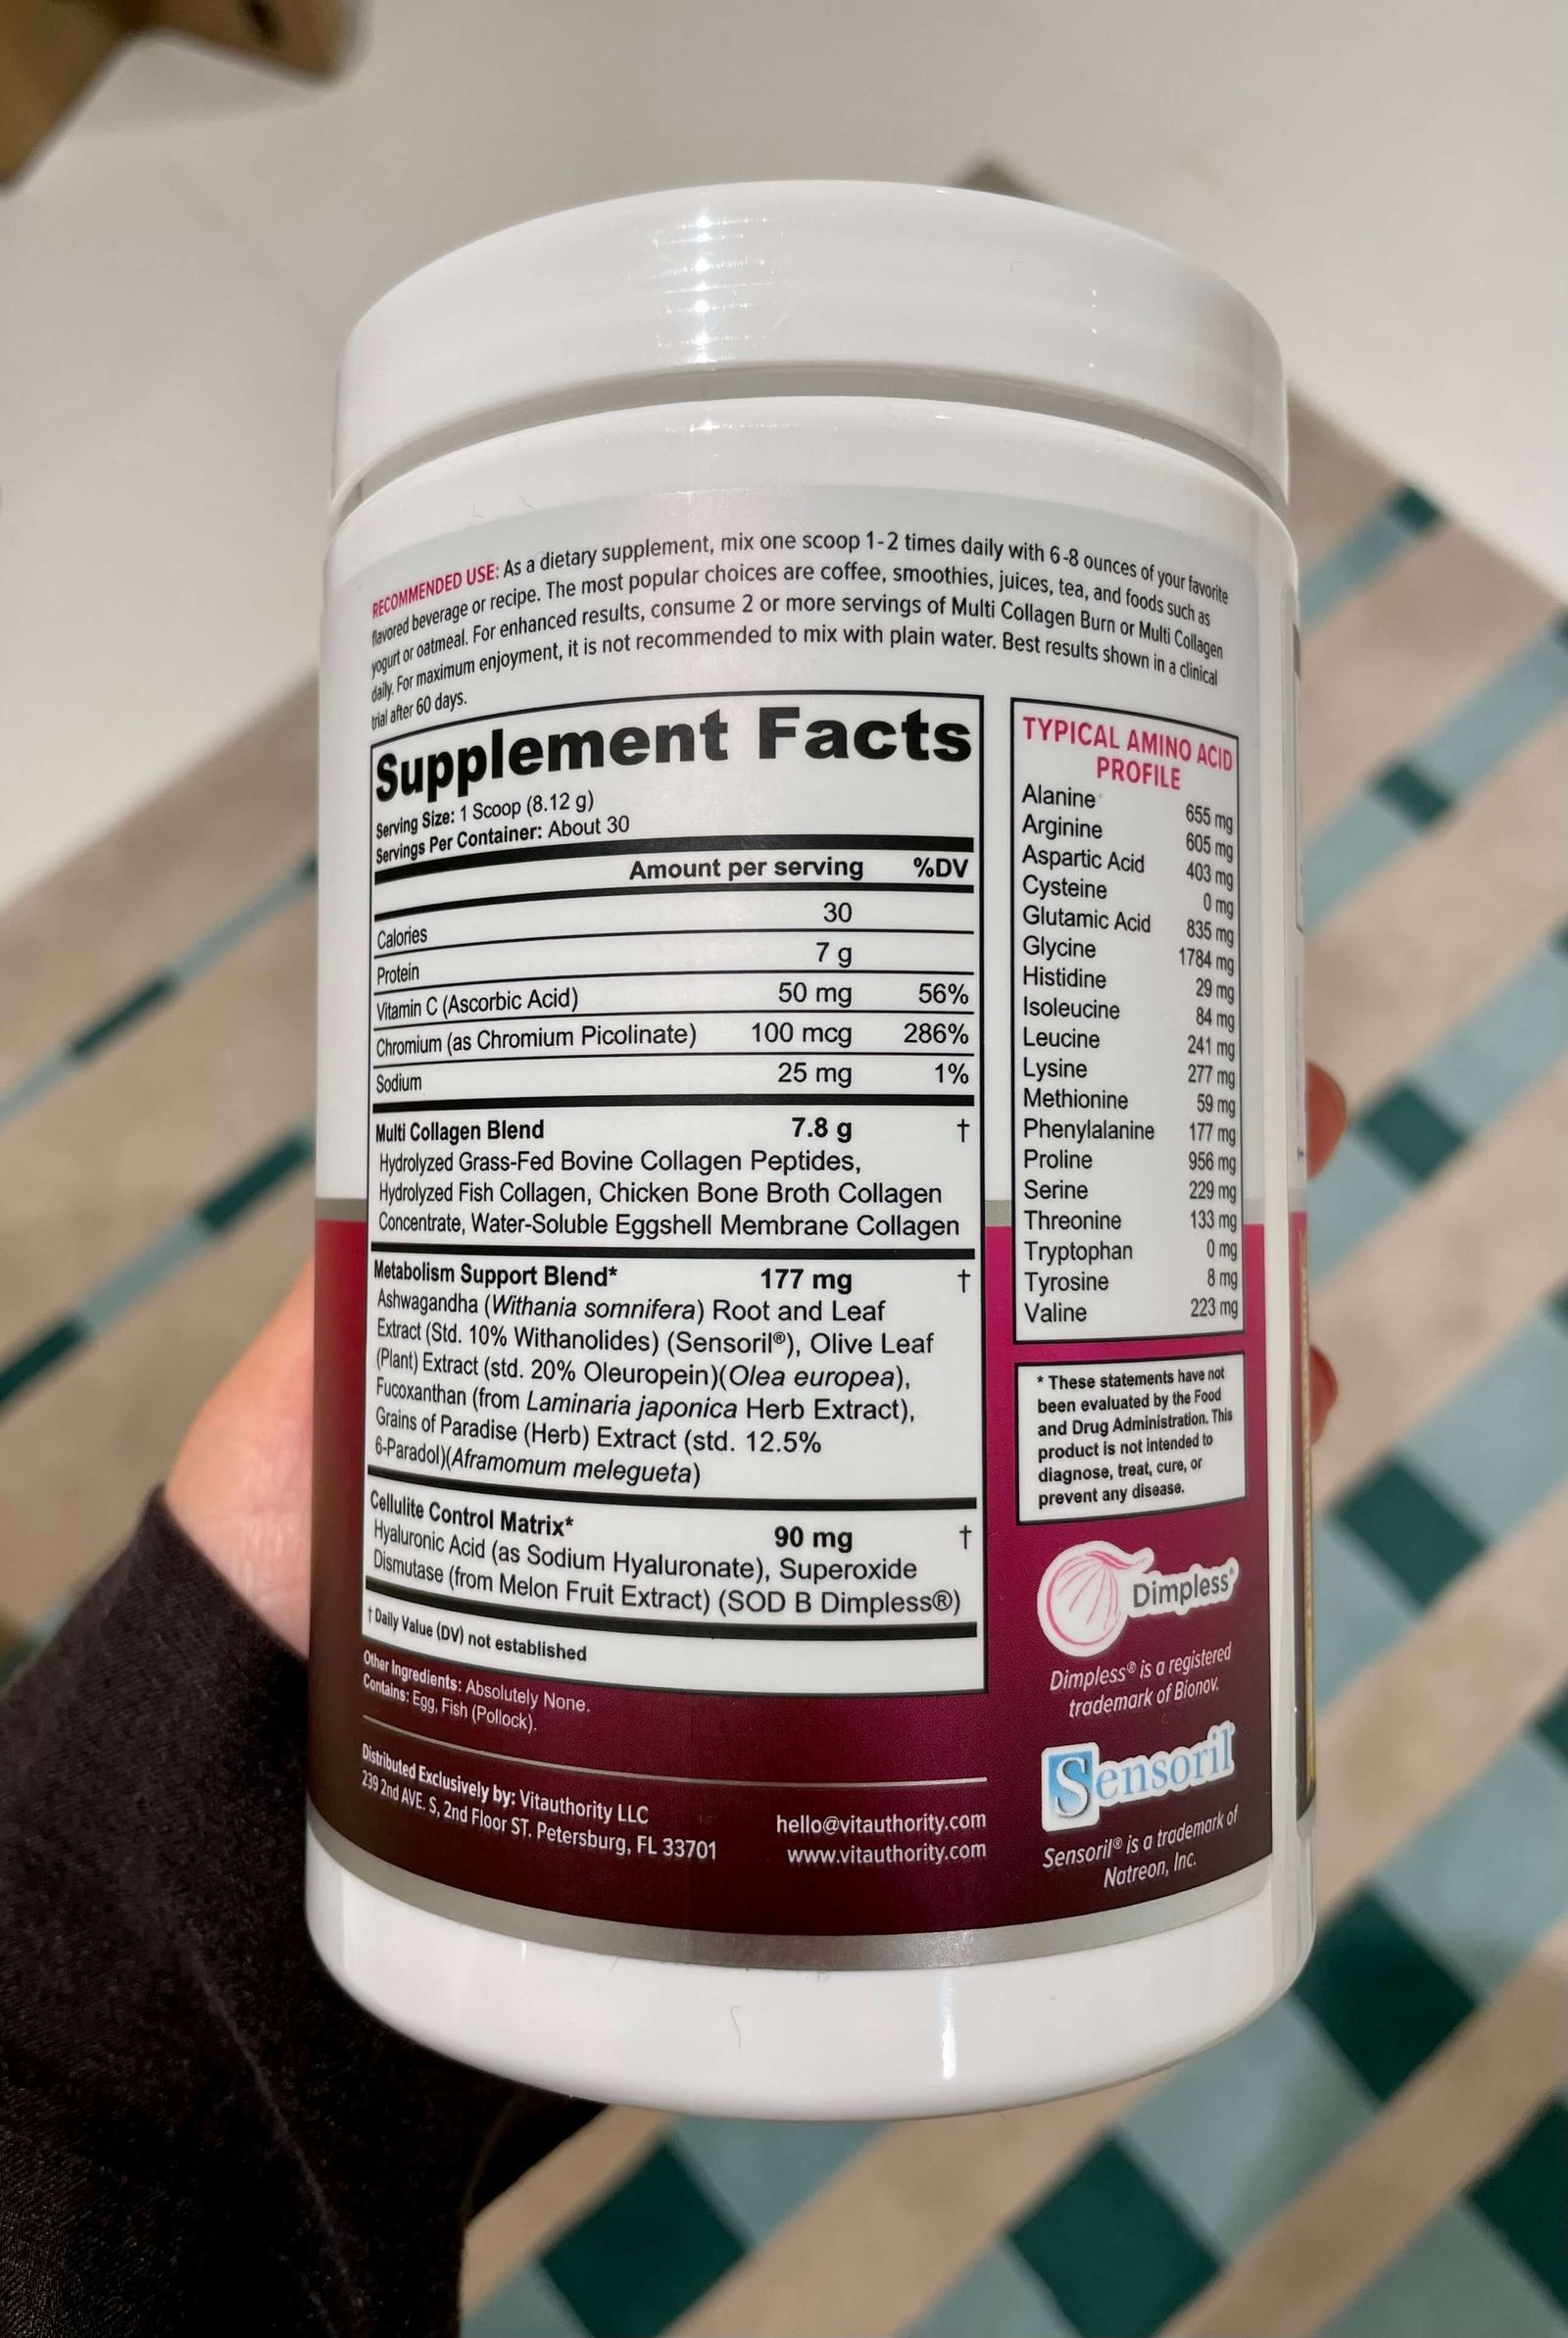 RECOMMENDED USE: As a dietary supplement, mix one scoop 1-2 times daily with 6-8 ounces of your favorite
flavored beverage or recipe. The most popular choices are coffee, smoothies, juices, tea, and foods such as
yogurt or oatmeal. For enhanced results, consume 2 or more servings of Multi Collagen Burn or Multi Collagen
daily. For maximum enjoyment, it is not recommended to mix with plain water. Best results shown in a clinical
trial after 60 days.
Supplement Facts
Serving Size: 1 Scoop (8.12 g)
Servings Per Container: About 30
Amount per serving %DV
Calories 30
Protein 7 g
Vitamin C (Ascorbic Acid) 50 mg 56%
Chromium (as Chromium Picolinate) 100 mcg 286%
Sodium 25 mg 1%
Multi Collagen Blend 7.8 g †
Hydrolyzed Grass-Fed Bovine Collagen Peptides,
Hydrolyzed Fish Collagen, Chicken Bone Broth Collagen
Concentrate, Water-Soluble Eggshell Membrane Collagen
Metabolism Support Blend* 177 mg †
Ashwagandha (Withania somnifera) Root and Leaf
Extract (Std. 10% Withanolides) (Sensoril®), Olive Leaf
(Plant) Extract (std. 20% Oleuropein)(Olea europea),
Fucoxanthan (from Laminaria japonica Herb Extract),
Grains of Paradise (Herb) Extract (std. 12.5%
6-Paradol)(Aframomum melegueta)
Cellulite Control Matrix* 90 mg †
Hyaluronic Acid (as Sodium Hyaluronate), Superoxide
Dismutase (from Melon Fruit Extract) (SOD B Dimpless®)
† Daily Value (DV) not established
Other Ingredients: Absolutely None.
Contains: Egg, Fish (Pollock).
Distributed Exclusively by: Vitauthority LLC
239 2nd AVE. S, 2nd Floor ST. Petersburg, FL 33701
hello@vitauthority.com
www.vitauthority.com
TYPICAL AMINO ACID
PROFILE
Alanine 655 mg
Arginine 605 mg
Aspartic Acid 403 mg
Cysteine 0 mg
Glutamic Acid 835 mg
Glycine 1784 mg
Histidine 29 mg
Isoleucine 84 mg
Leucine 241 mg
Lysine 277 mg
Methionine 59 mg
Phenylalanine 177 mg
Proline 956 mg
Serine 229 mg
Threonine 133 mg
Tryptophan 0 mg
Tyrosine 8 mg
Valine 223 mg
* These statements have not
been evaluated by the Food
and Drug Administration. This
product is not intended to
diagnose, treat, cure, or
prevent any disease.
Dimpless®
Dimpless® is a registered
trademark of Bionov.
Sensoril®
Sensoril® is a trademark of
Natreon, Inc.